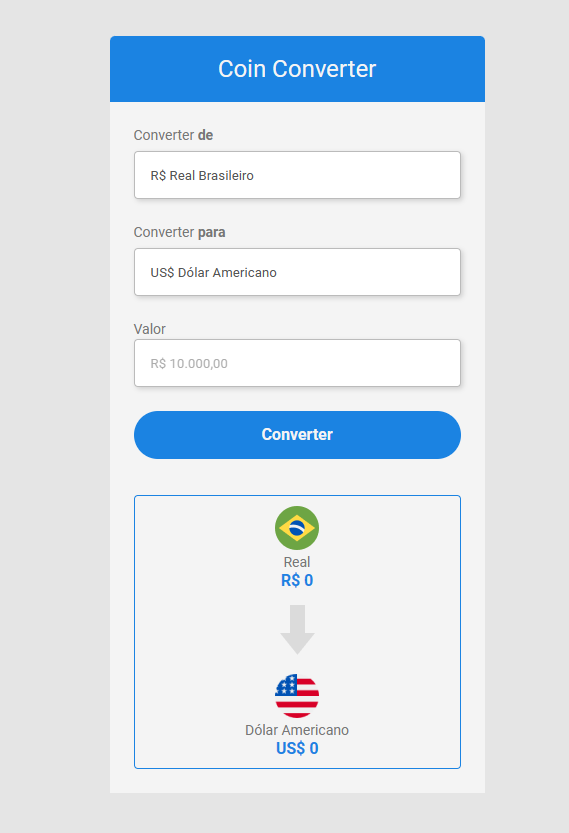 Coin Converter
Converter de
R$ Real Brasileiro
Converter para
US$ Dólar Americano
Valor
R$ 10.000,00
Converter
Real
R$ 0
Dólar Americano
US$ 0